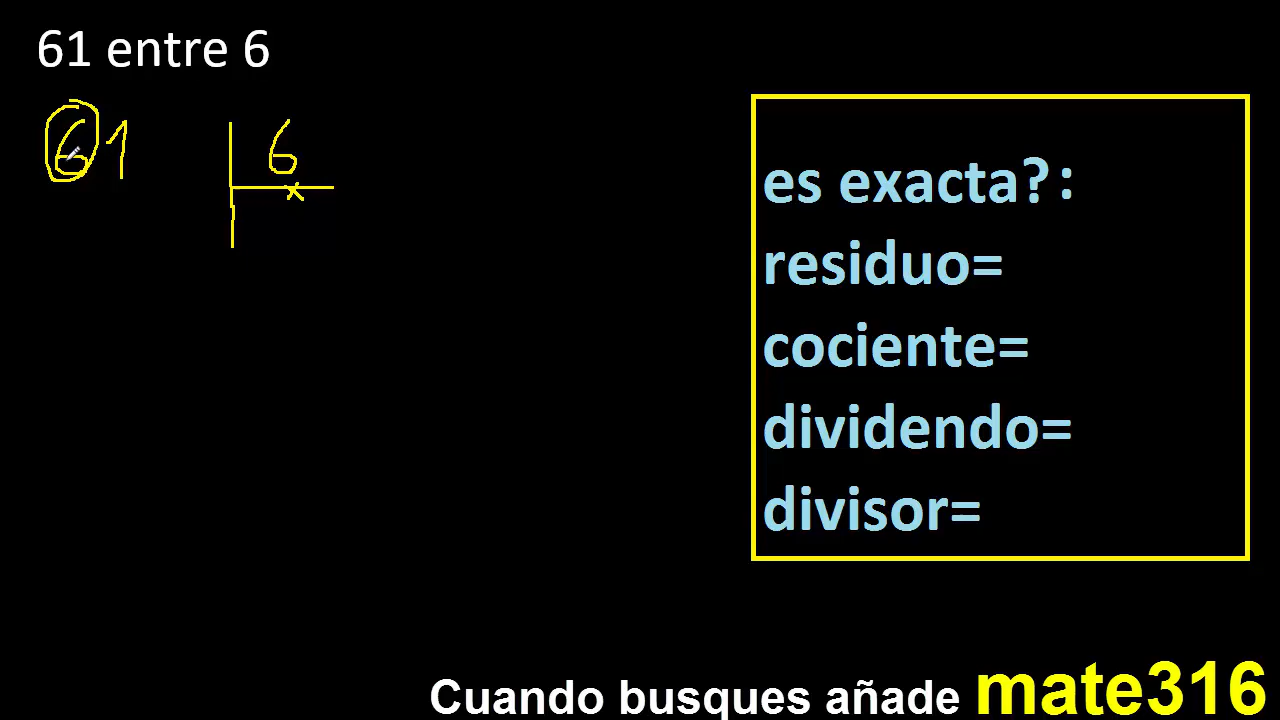 61 entre 6
61 6
x
es exacta?:
residuo=
cociente=
dividendo=
divisor=
Cuando busques añade mate316